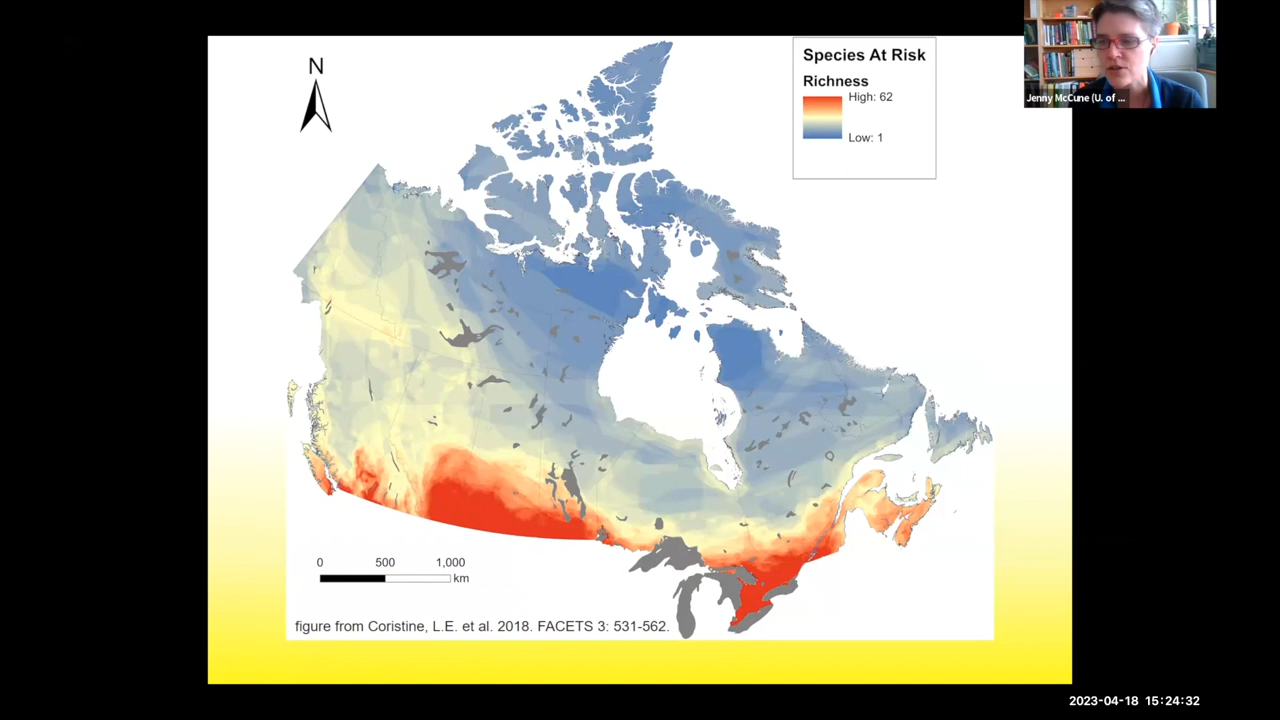 N
Species At Risk
Richness
High: 62
Low: 1
Jenny McCune (U. of ...
0 500 1,000
km
figure from Coristine, L.E. et al. 2018. FACETS 3: 531-562.
2023-04-18 15:24:32